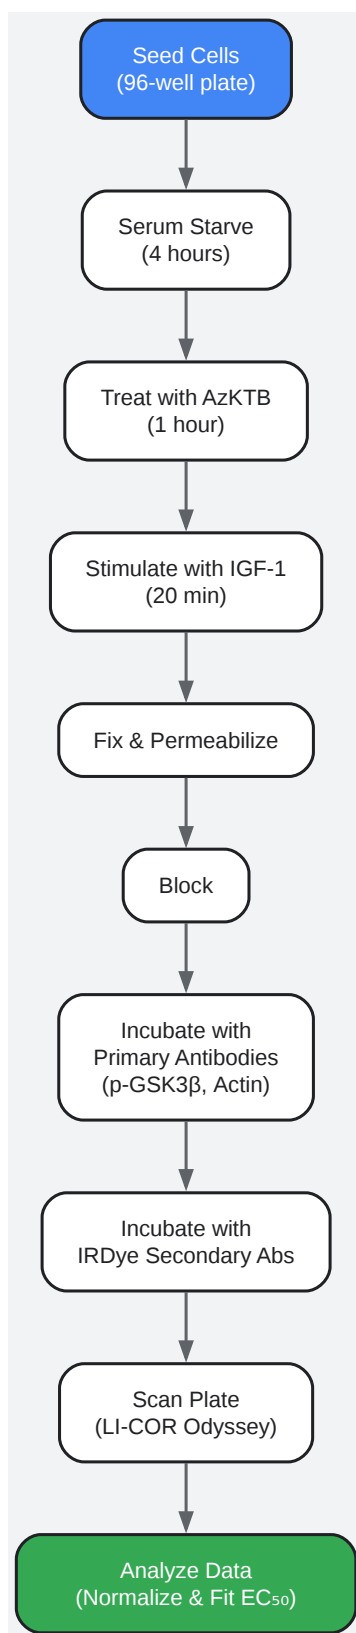 Seed Cells
(96-well plate)
Serum Starve
(4 hours)
Treat with AzKTB
(1 hour)
Stimulate with IGF-1
(20 min)
Fix & Permeabilize
Block
Incubate with
Primary Antibodies
(p-GSK3β, Actin)
Incubate with
IRDye Secondary Abs
Scan Plate
(LI-COR Odyssey)
Analyze Data
(Normalize & Fit EC₅₀)